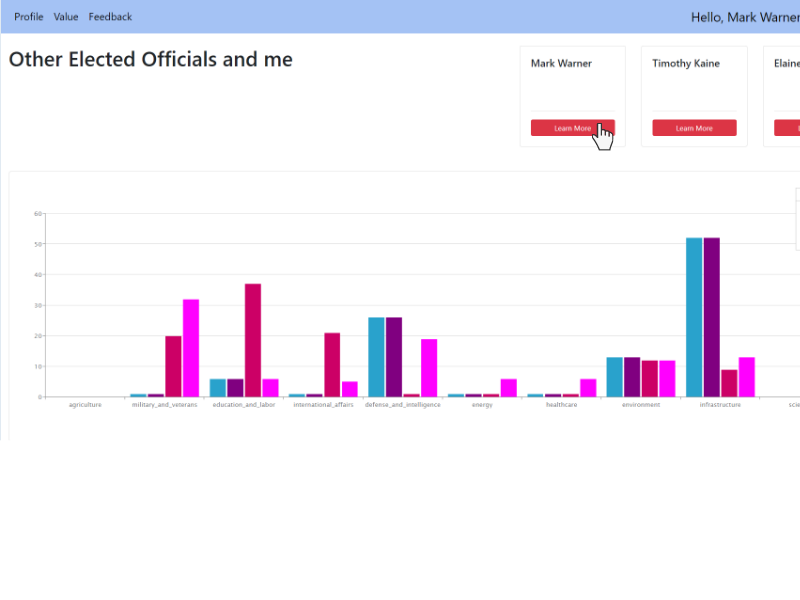 Profile Value Feedback Hello, Mark Warner
Other Elected Officials and me
Mark Warner Timothy Kaine Elaine
Learn More Learn More
60
50
40
30
20
10
0
agriculture military_and_veterans education_and_labor international_affairs defense_and_intelligence energy healthcare environment infrastructure scie